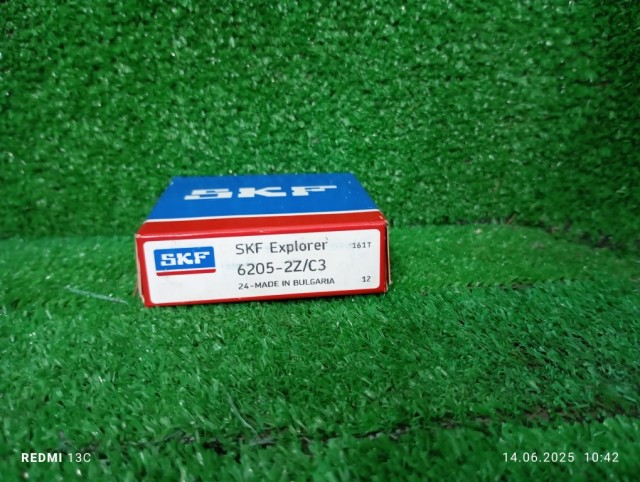 SKF
SKF
SKF Explorer 161T
6205-2Z/C3
24-MADE IN BULGARIA 12
REDMI 13C
14.06.2025 10:42